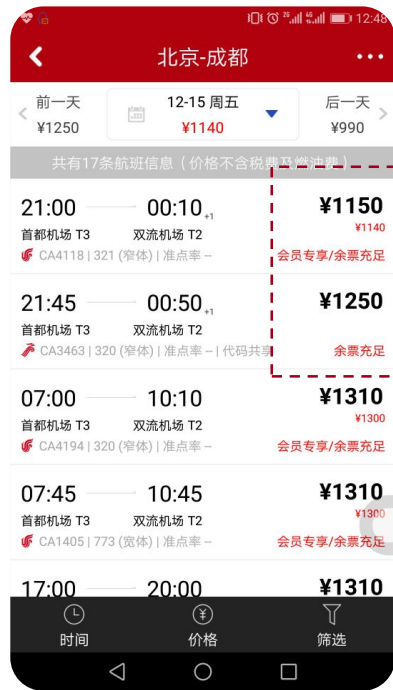 26 46 12:48
北京-成都
前一天 12-15 周五 后一天
¥1250 ¥1140 ¥990
共有17条航班信息（价格不含税费及燃油费）
21:00 00:10 +1 ¥1150
首都机场 T3 双流机场 T2 ¥1140
CA4118 | 321 (窄体) | 准点率 -- 会员专享/余票充足
21:45 00:50 +1 ¥1250
首都机场 T3 双流机场 T2
CA3463 | 320 (窄体) | 准点率 -- | 代码共享 余票充足
07:00 10:10 ¥1310
首都机场 T3 双流机场 T2 ¥1300
CA4194 | 320 (窄体) | 准点率 -- 会员专享/余票充足
07:45 10:45 ¥1310
首都机场 T3 双流机场 T2 ¥1300
CA1405 | 773 (宽体) | 准点率 -- 会员专享/余票充足
17:00 20:00 ¥1310
时间 价格 筛选